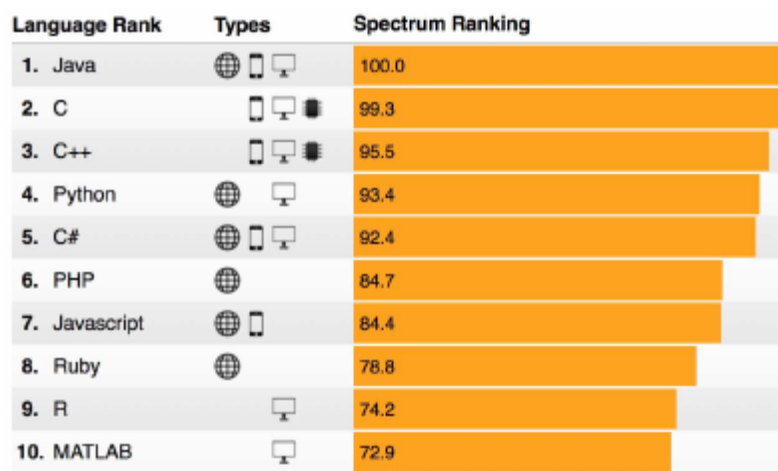 Language Rank Types Spectrum Ranking
1. Java 100.0
2. C 99.3
3. C++ 95.5
4. Python 93.4
5. C# 92.4
6. PHP 84.7
7. Javascript 84.4
8. Ruby 78.8
9. R 74.2
10. MATLAB 72.9